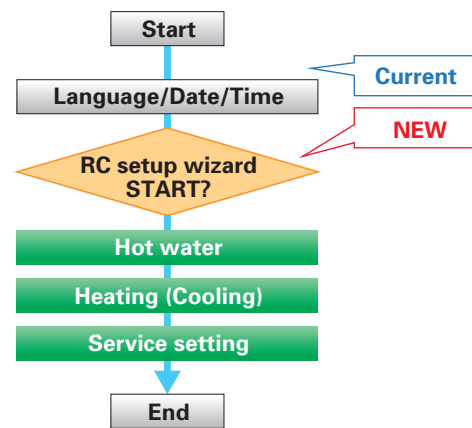 Start
Current
Language/Date/Time
NEW
RC setup wizard
START?
Hot water
Heating (Cooling)
Service setting
End